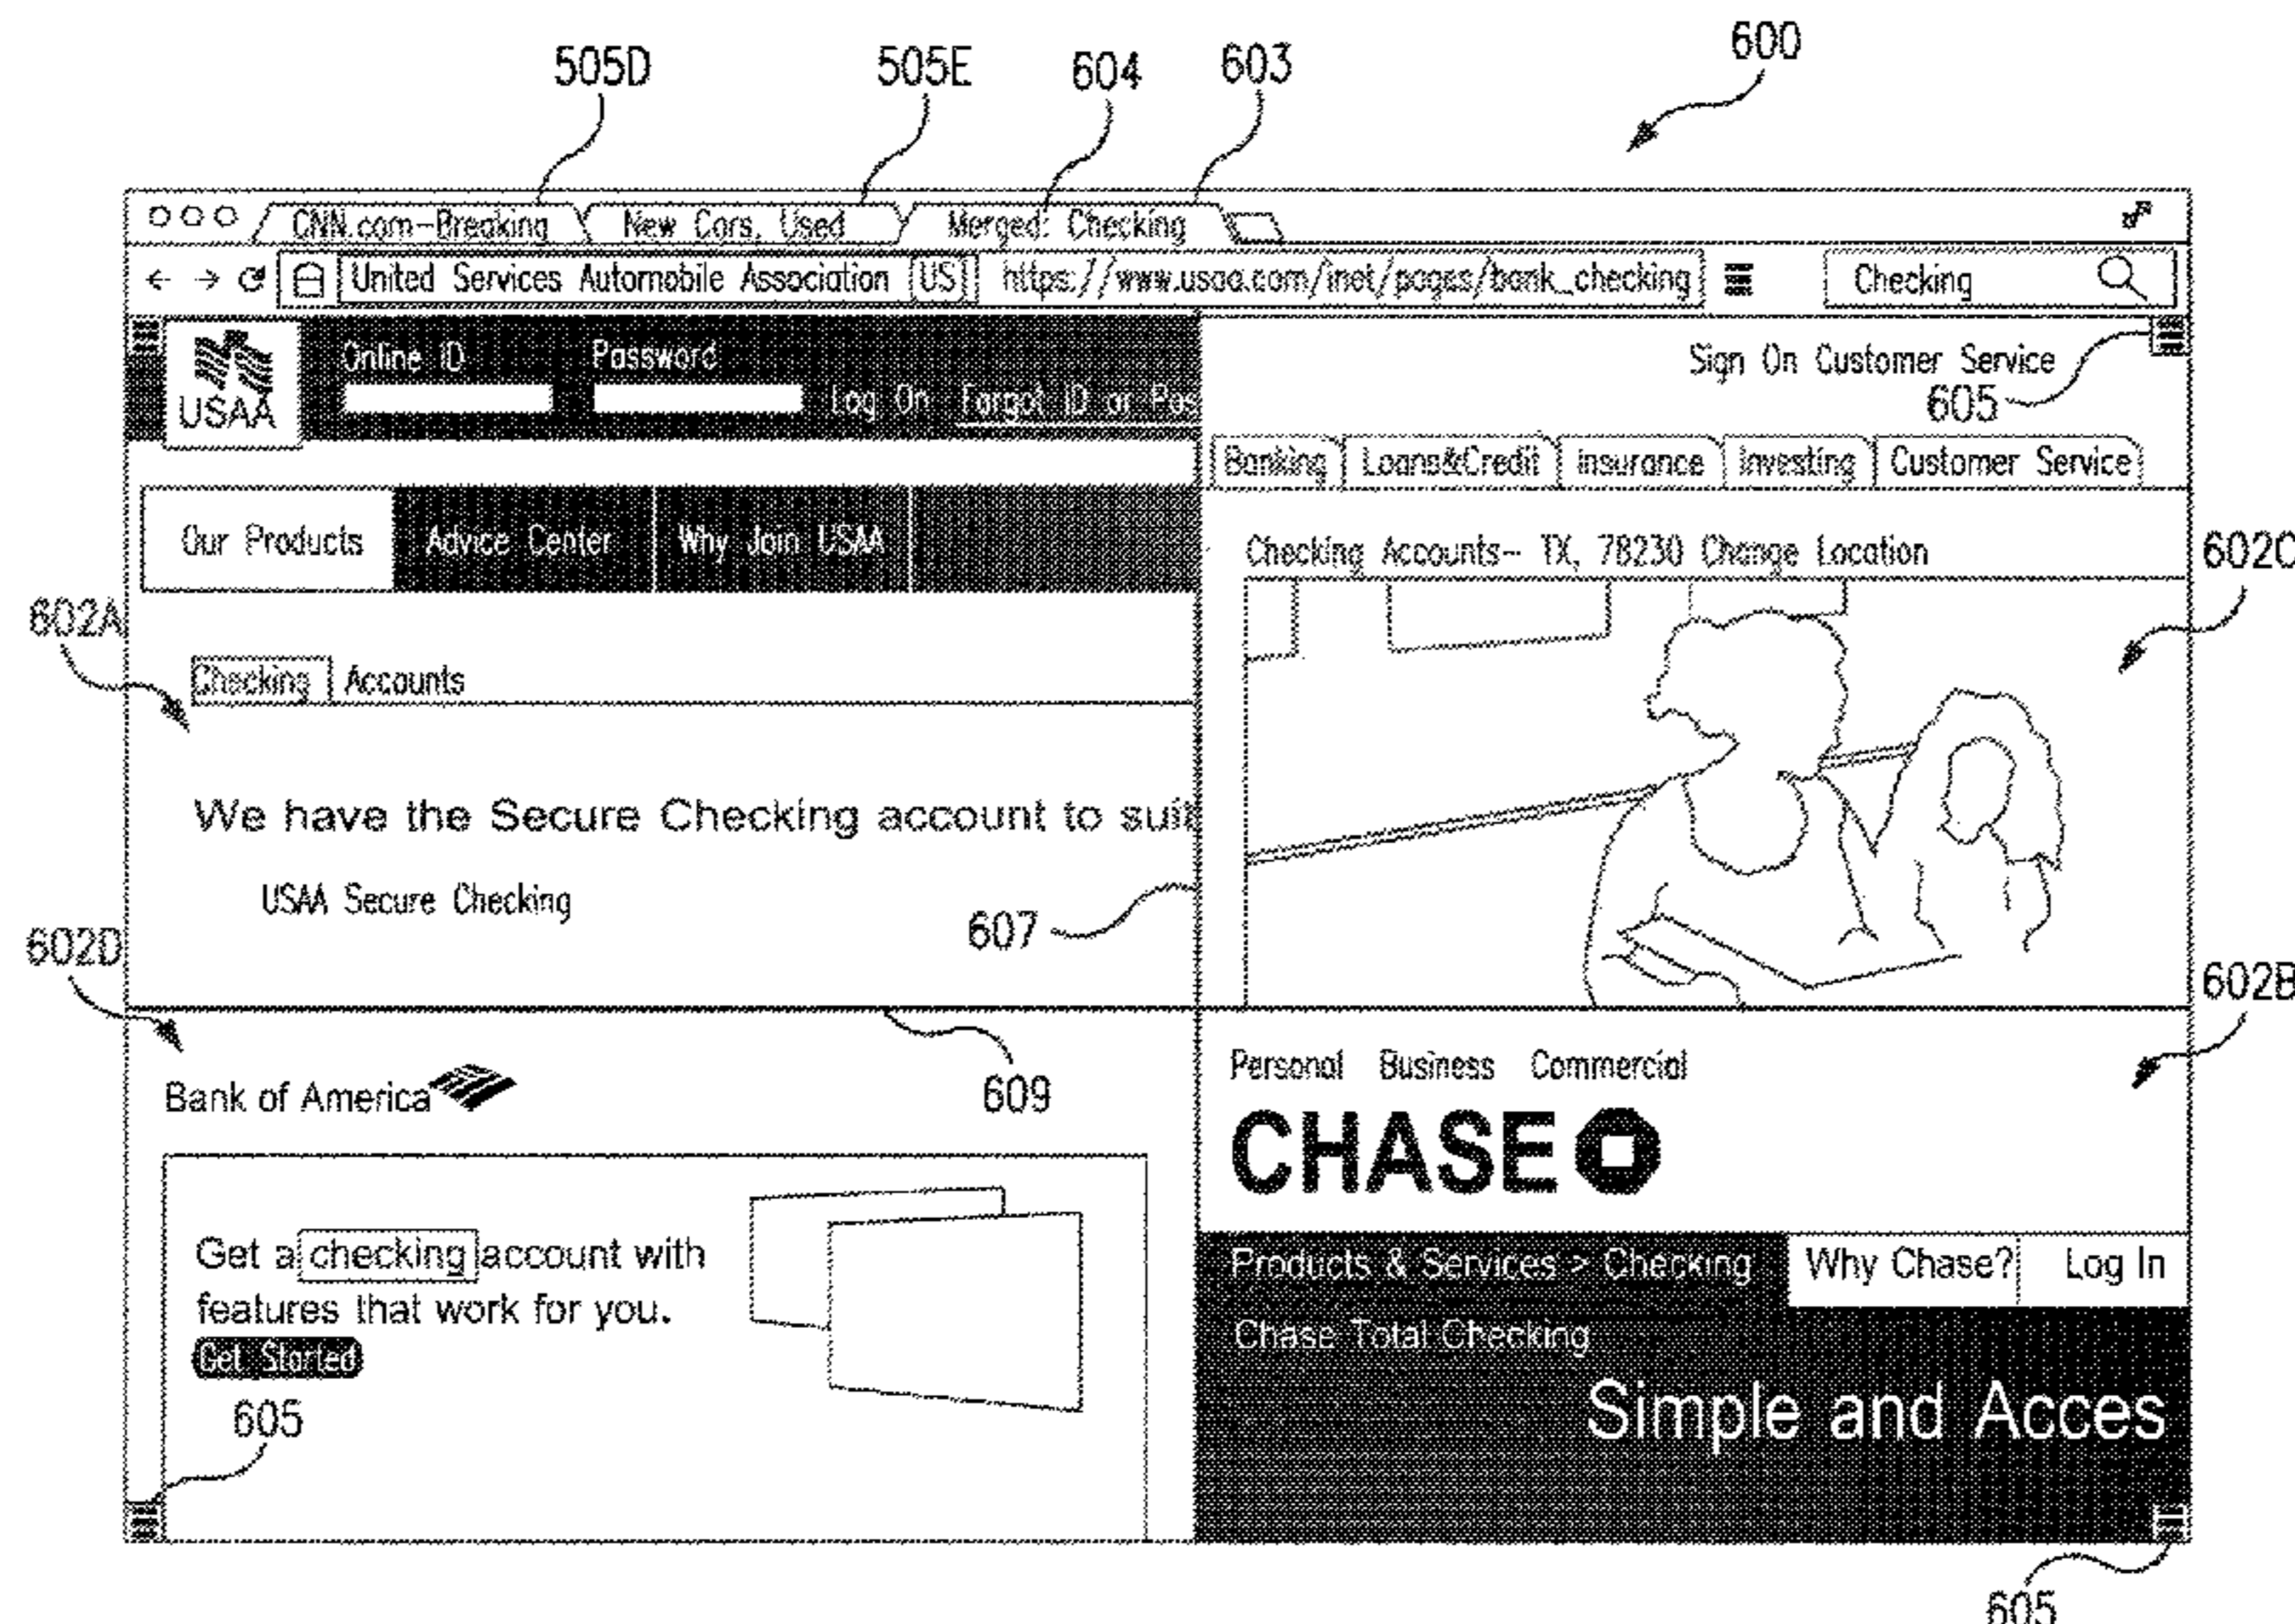 600
505D 505E 604 603
CNN.com-Breaking New Cars, Used Merged: Checking
United Services Automobile Association [US] https://www.usaa.com/inet/pages/bank_checking Checking
USAA
Online ID Password
Log On Forgot ID or Pas
Sign On Customer Service
605
Banking Loans&Credit Insurance Investing Customer Service
Our Products Advice Center Why Join USAA
Checking Accounts-- TX, 78230 Change Location
602C
602A
Checking Accounts
We have the Secure Checking account to suit
USAA Secure Checking
607
602D
602B
609
Bank of America
Personal Business Commercial
CHASE
Get a checking account with
features that work for you.
Get Started
605
Products & Services > Checking Why Chase? Log In
Chase Total Checking
Simple and Acces
605